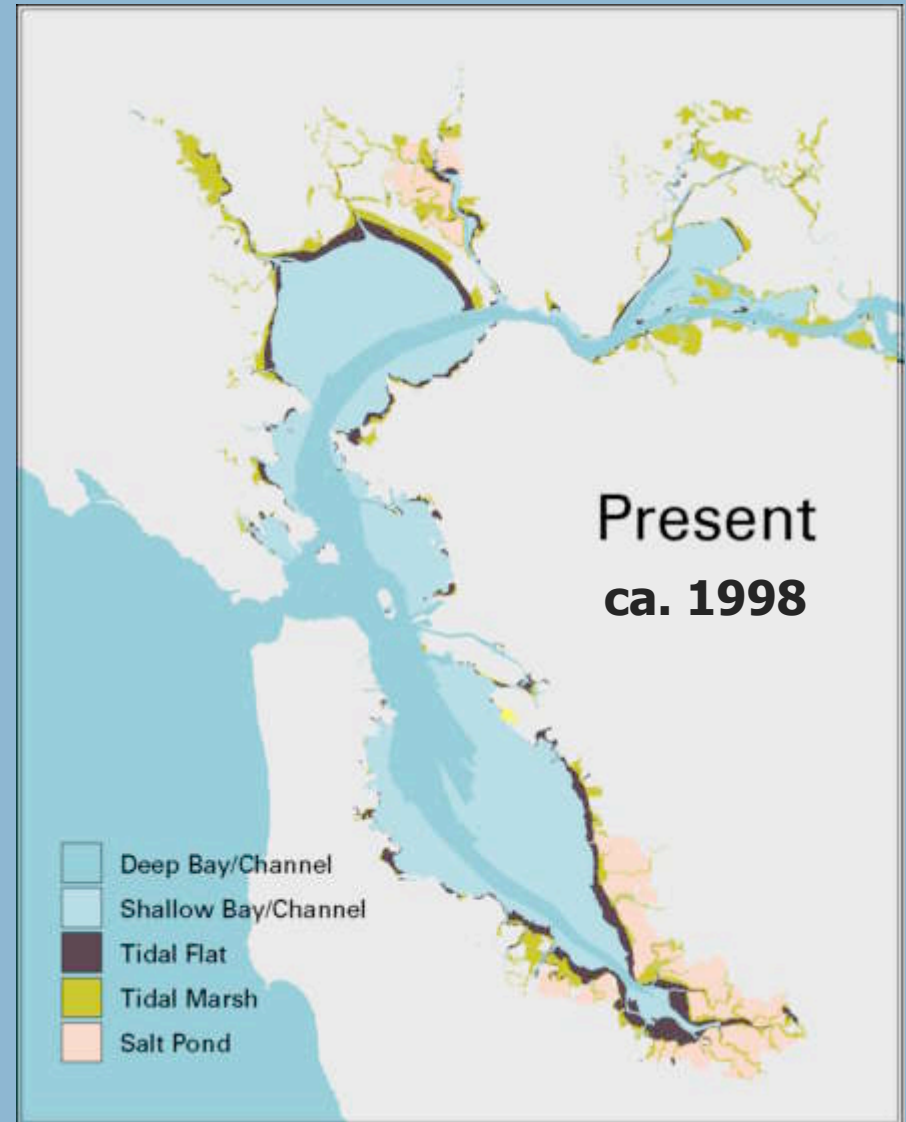 Present
ca. 1998
Deep Bay/Channel
Shallow Bay/Channel
Tidal Flat
Tidal Marsh
Salt Pond